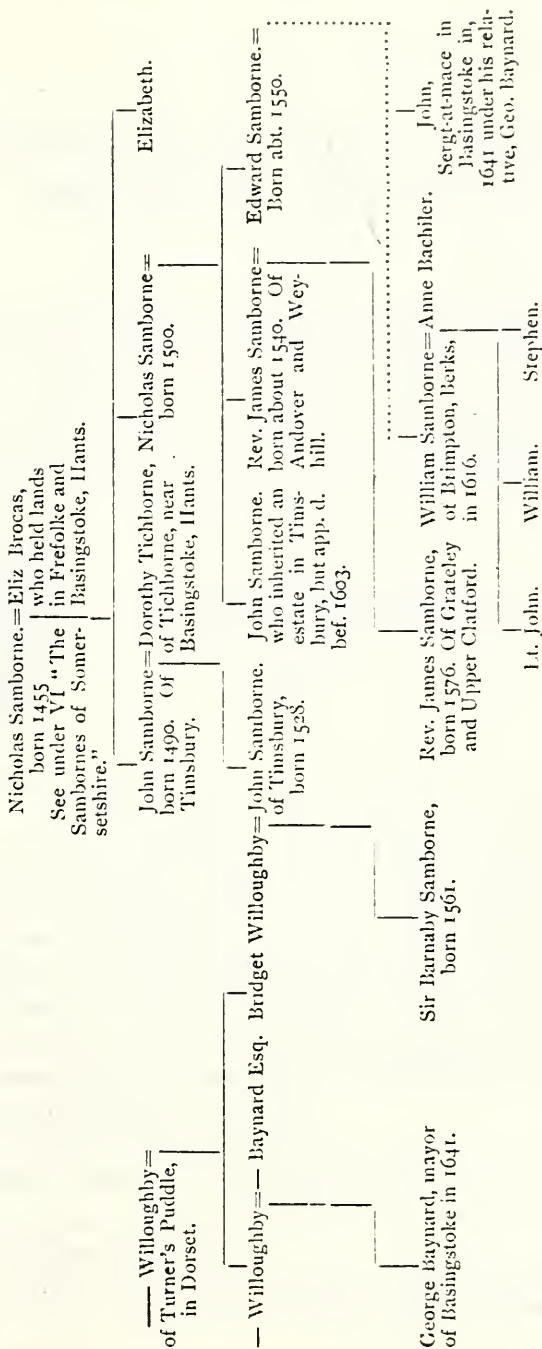 Nicholas Samborne.=Eliz Brocas,
born 1455
who held lands
See under VI "The
in Frefolke and
Sambornes of Somer-
Basingstoke, Hants.
setshire."
— Willoughby=
of Turner's Puddle,
in Dorset.
John Samborne=Dorothy Tichborne,
born 1490. Of
of Tichborne, near
Timsbury.
Basingstoke, Hants.
Nicholas Samborne=
born 1500.
Elizabeth.
— Willoughby=— Baynard Esq.
Bridget Willoughby=John Samborne.
of Timsbury,
born 1528.
John Samborne.
who inherited an
estate in Tims-
bury, but app. d.
bef. 1603.
Rev. James Samborne=
born about 1540. Of
Andover and Wey-
hill.
Edward Samborne.=
Born abt. 1550.
George Baynard, mayor
of Basingstoke in 1641.
Sir Barnaby Samborne,
born 1561.
Rev. James Samborne,
born 1576. Of Grateley
and Upper Clatford.
William Samborne=Anne Bachiler.
of Brimpton, Berks,
in 1616.
John,
Sergt-at-mace in
Basingstoke in,
1641 under his rela-
tive, Geo. Baynard.
Lt. John.
William.
Stephen.